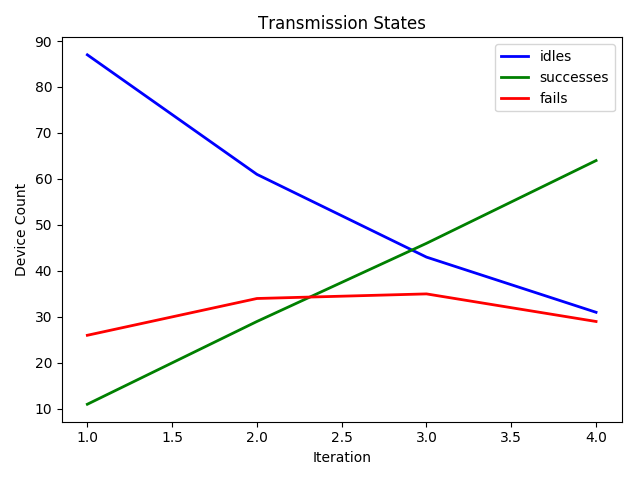 Transmission States
idles
successes
fails
Device Count
90
80
70
60
50
40
30
20
10
1.0 1.5 2.0 2.5 3.0 3.5 4.0
Iteration